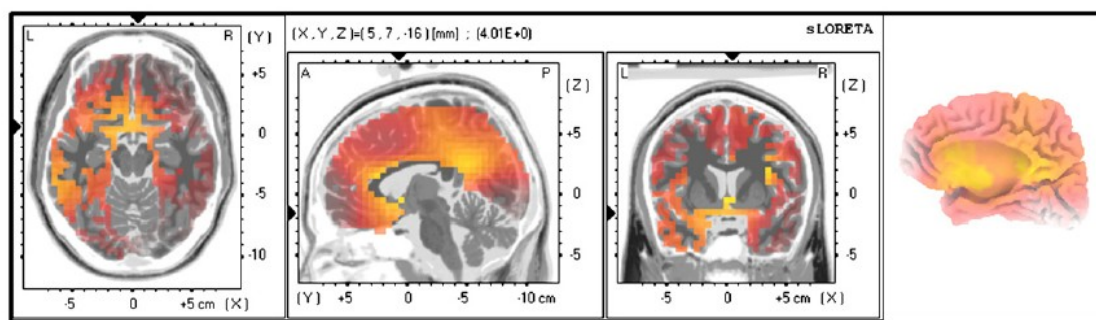 (X,Y,Z)=(5,7,-16)[mm] ; (4.01E+0)
sLORETA
L R (Y)
+5
0
-5
-10
-5 0 +5 cm (X)
A P (Z)
+5
0
-5
(Y) +5 0 -5 -10 cm
L R (Z)
+5
0
-5
-5 0 +5 cm (X)